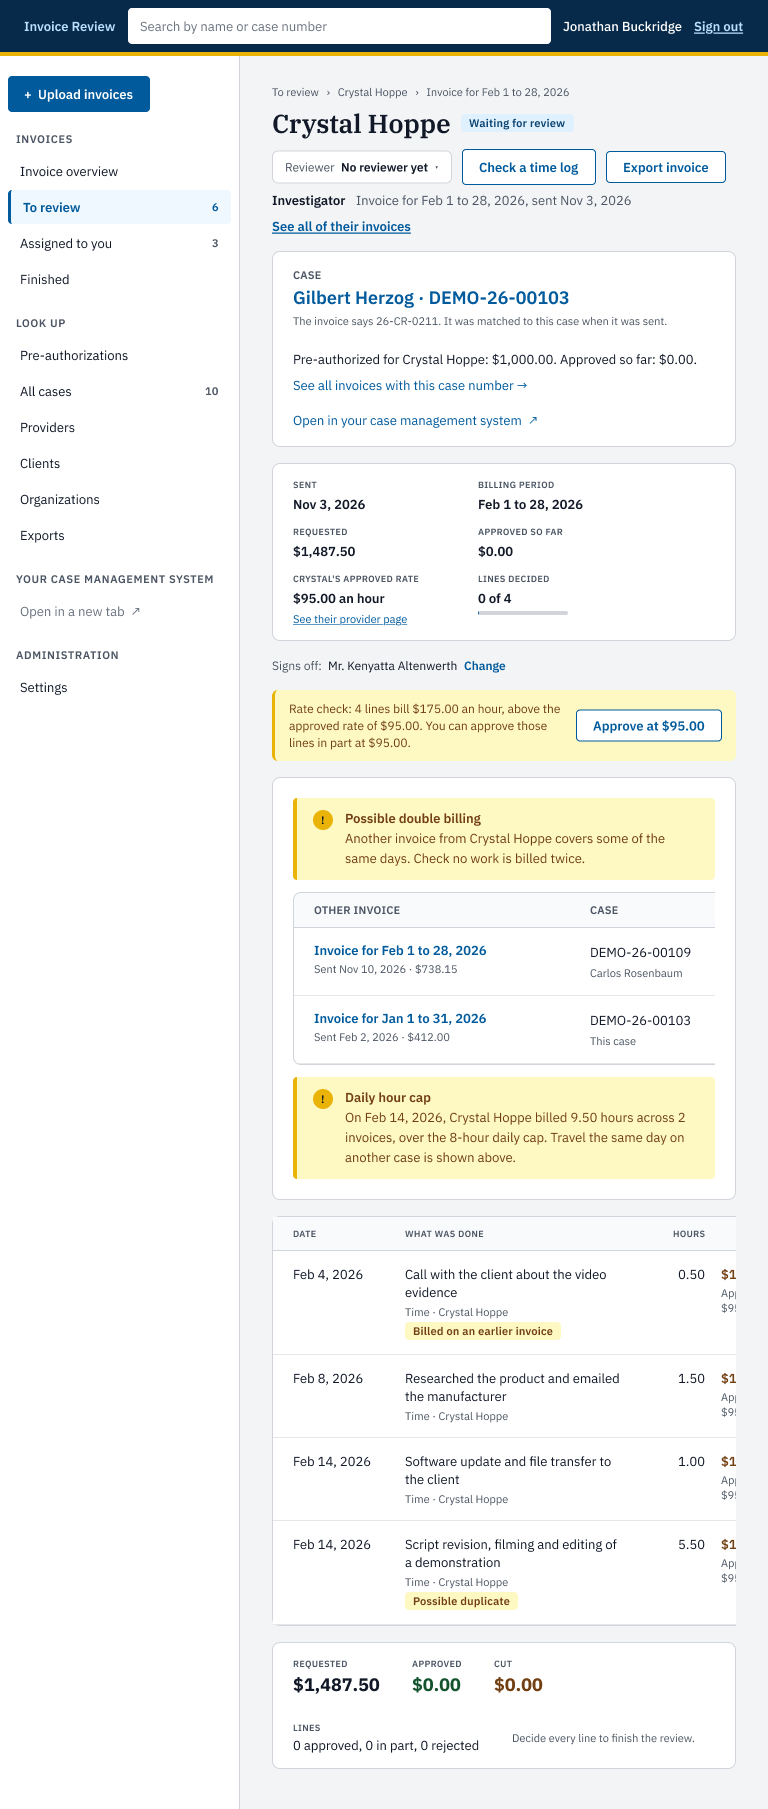 Invoice Review
Search by name or case number
Jonathan Buckridge
Sign out
+ Upload invoices
INVOICES
Invoice overview
To review 6
Assigned to you 3
Finished
LOOK UP
Pre-authorizations
All cases 10
Providers
Clients
Organizations
Exports
YOUR CASE MANAGEMENT SYSTEM
Open in a new tab ↗
ADMINISTRATION
Settings
To review › Crystal Hoppe › Invoice for Feb 1 to 28, 2026
Crystal Hoppe
Waiting for review
Reviewer No reviewer yet
Check a time log
Export invoice
Investigator Invoice for Feb 1 to 28, 2026, sent Nov 3, 2026
See all of their invoices
CASE
Gilbert Herzog · DEMO-26-00103
The invoice says 26-CR-0211. It was matched to this case when it was sent.
Pre-authorized for Crystal Hoppe: $1,000.00. Approved so far: $0.00.
See all invoices with this case number →
Open in your case management system ↗
SENT
Nov 3, 2026
BILLING PERIOD
Feb 1 to 28, 2026
REQUESTED
$1,487.50
APPROVED SO FAR
$0.00
CRYSTAL'S APPROVED RATE
$95.00 an hour
See their provider page
LINES DECIDED
0 of 4
Signs off: Mr. Kenyatta Altenwerth Change
Rate check: 4 lines bill $175.00 an hour, above the
approved rate of $95.00. You can approve those
lines in part at $95.00.
Approve at $95.00
! Possible double billing
Another invoice from Crystal Hoppe covers some of the
same days. Check no work is billed twice.
OTHER INVOICE CASE
Invoice for Feb 1 to 28, 2026
Sent Nov 10, 2026 · $738.15
DEMO-26-00109
Carlos Rosenbaum
Invoice for Jan 1 to 31, 2026
Sent Feb 2, 2026 · $412.00
DEMO-26-00103
This case
! Daily hour cap
On Feb 14, 2026, Crystal Hoppe billed 9.50 hours across 2
invoices, over the 8-hour daily cap. Travel the same day on
another case is shown above.
DATE WHAT WAS DONE HOURS
Feb 4, 2026
Call with the client about the video
evidence
Time · Crystal Hoppe
Billed on an earlier invoice
0.50
Feb 8, 2026
Researched the product and emailed
the manufacturer
Time · Crystal Hoppe
1.50
Feb 14, 2026
Software update and file transfer to
the client
Time · Crystal Hoppe
1.00
Feb 14, 2026
Script revision, filming and editing of
a demonstration
Time · Crystal Hoppe
Possible duplicate
5.50
REQUESTED
$1,487.50
APPROVED
$0.00
CUT
$0.00
LINES
0 approved, 0 in part, 0 rejected
Decide every line to finish the review.